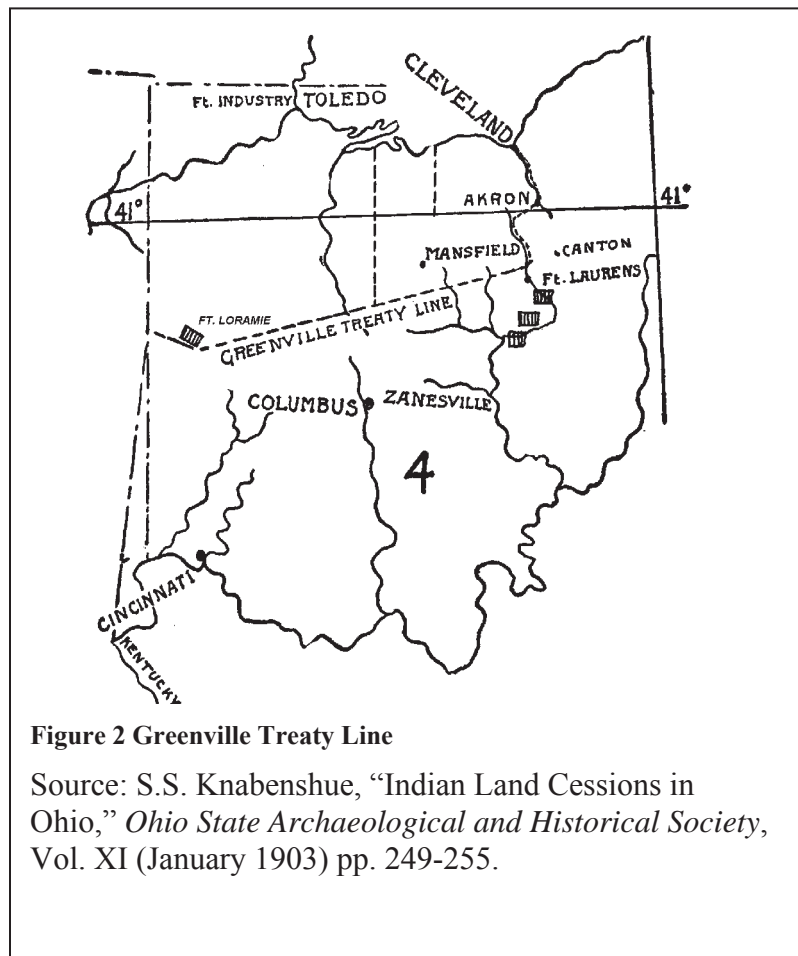 CLEVELAND
Ft. INDUSTRY TOLEDO
AKRON
41°
41°
MANSFIELD
CANTON
Ft. LAURENS
FT. LORAMIE
GREENVILLE TREATY LINE
COLUMBUS
ZANESVILLE
4
CINCINNATI
KENTUCKY
Figure 2 Greenville Treaty Line
Source: S.S. Knabenshue, “Indian Land Cessions in
Ohio,” Ohio State Archaeological and Historical Society,
Vol. XI (January 1903) pp. 249-255.